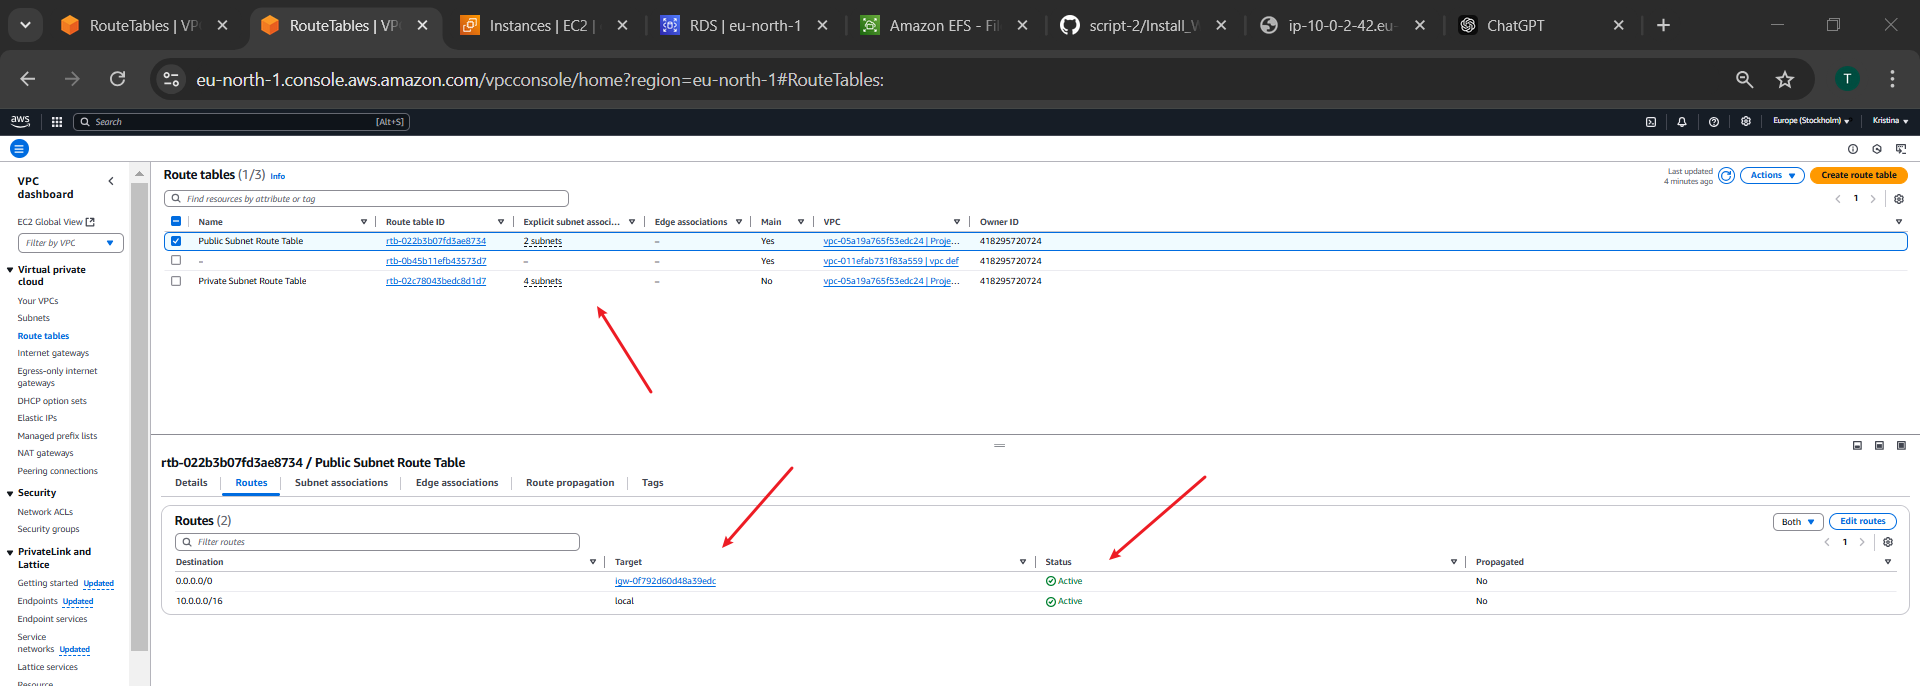 RouteTables | VP
RouteTables | VP
Instances | EC2 |
RDS | eu-north-1
Amazon EFS - Fil
script-2/Install_W
ip-10-0-2-42.eu-
ChatGPT
eu-north-1.console.aws.amazon.com/vpcconsole/home?region=eu-north-1#RouteTables:
T
aws
Search
[Alt+S]
Europe (Stockholm)
Kristina
VPC dashboard
EC2 Global View
Filter by VPC
Virtual private cloud
Your VPCs
Subnets
Route tables
Internet gateways
Egress-only internet gateways
DHCP option sets
Elastic IPs
Managed prefix lists
NAT gateways
Peering connections
Security
Network ACLs
Security groups
PrivateLink and Lattice
Getting started Updated
Endpoints Updated
Endpoint services
Service networks Updated
Lattice services
Resource
Route tables (1/3) Info
Last updated 4 minutes ago
Actions
Create route table
Find resources by attribute or tag
1
Name Route table ID Explicit subnet associ... Edge associations Main VPC Owner ID
Public Subnet Route Table rtb-022b3b07fd3ae8734 2 subnets – Yes vpc-05a19a765f53edc24 | Proje... 418295720724
– rtb-0b45b11efb43573d7 – – Yes vpc-011efab731f83a559 | vpc def 418295720724
Private Subnet Route Table rtb-02c78043bedc8d1d7 4 subnets – No vpc-05a19a765f53edc24 | Proje... 418295720724
rtb-022b3b07fd3ae8734 / Public Subnet Route Table
Details Routes Subnet associations Edge associations Route propagation Tags
Routes (2)
Both
Edit routes
Filter routes
1
Destination Target Status Propagated
0.0.0.0/0 igw-0f792d60d48a39edc Active No
10.0.0.0/16 local Active No